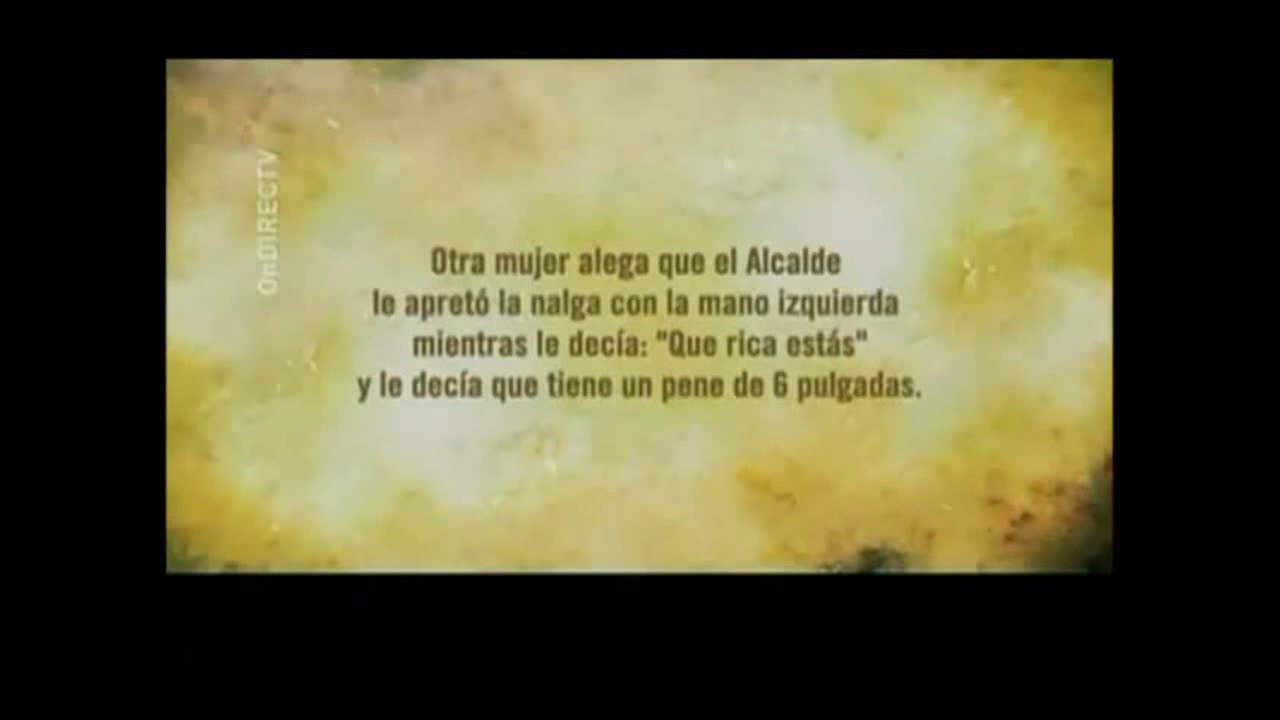 OnDIRECTV
Otra mujer alega que el Alcalde
le apretó la nalga con la mano izquierda
mientras le decía: "Que rica estás"
y le decía que tiene un pene de 6 pulgadas.